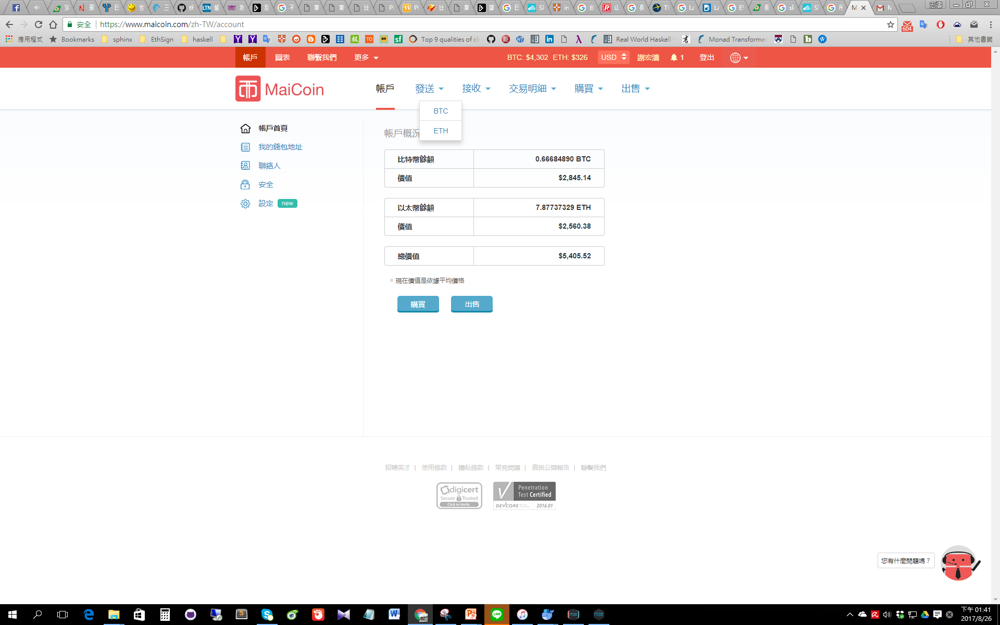 安全 https://www.maicoin.com/zh-TW/account
604
應用程式 Bookmarks sphinx EthSign haskell Top 9 qualities of cl Real World Haskell Monad Transforme 其他書籤
宏濤
帳戶 圖表 聯繫我們 更多 BTC: $4,302 ETH: $326 USD 謝宏濤 1 登出
MaiCoin 帳戶 發送 接收 交易明細 購買 出售
BTC
ETH
帳戶首頁
我的錢包地址
聯絡人
安全
設定 new
帳戶概況
比特幣餘額 0.66684890 BTC
價值 $2,845.14
以太幣餘額 7.87737329 ETH
價值 $2,560.38
總價值 $5,405.52
現在價值是依據平均價格
購買 出售
招聘英才 | 使用條款 | 隱私條款 | 常見問題 | 資訊公開報告 | 聯繫我們
digicert
Secure Trusted
Click to Verify
Penetration
Test Certified
DEVCORE 2016.01
您有什麼問題嗎？
下午 01:41
2017/8/26